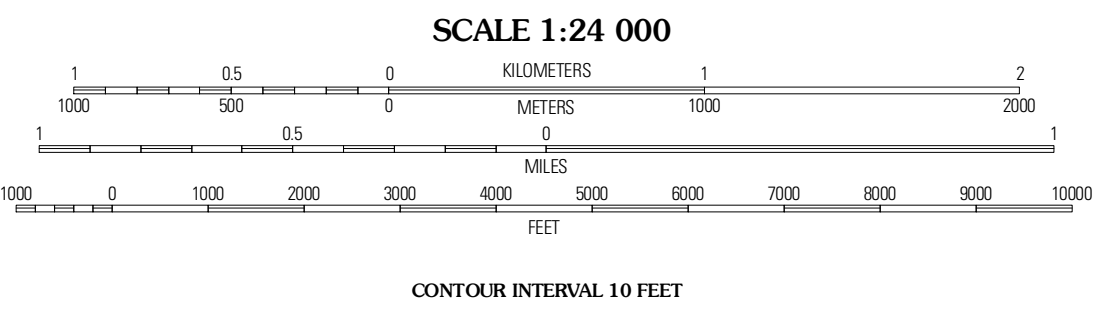 SCALE 1:24 000
1 0.5 0 KILOMETERS 1 2
1000 500 0 METERS 1000 2000
1 0.5 0 1
MILES
1000 0 1000 2000 3000 4000 5000 6000 7000 8000 9000 10000
FEET
CONTOUR INTERVAL 10 FEET